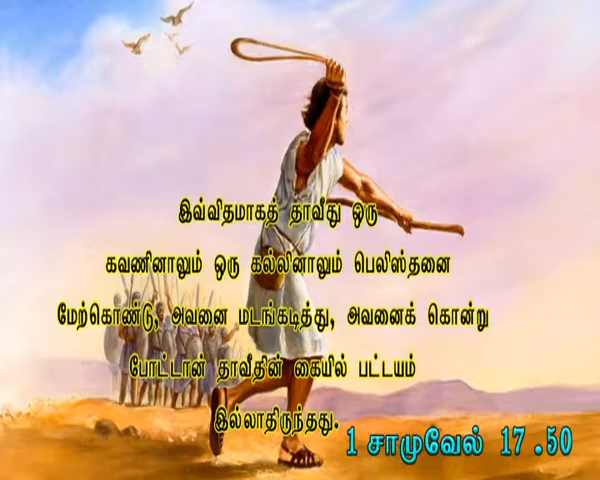 இவ்விதமாகத் தாவீது ஒரு
கவணினாலும் ஒரு கல்லினாலும் பெலிஸ்தனை
மேற்கொண்டு, அவனை மடங்கடித்து, அவனைக் கொன்று
போட்டான் தாவீதின் கையில் பட்டயம்
இல்லாதிருந்தது.
1 சாமுவேல் 17 .50